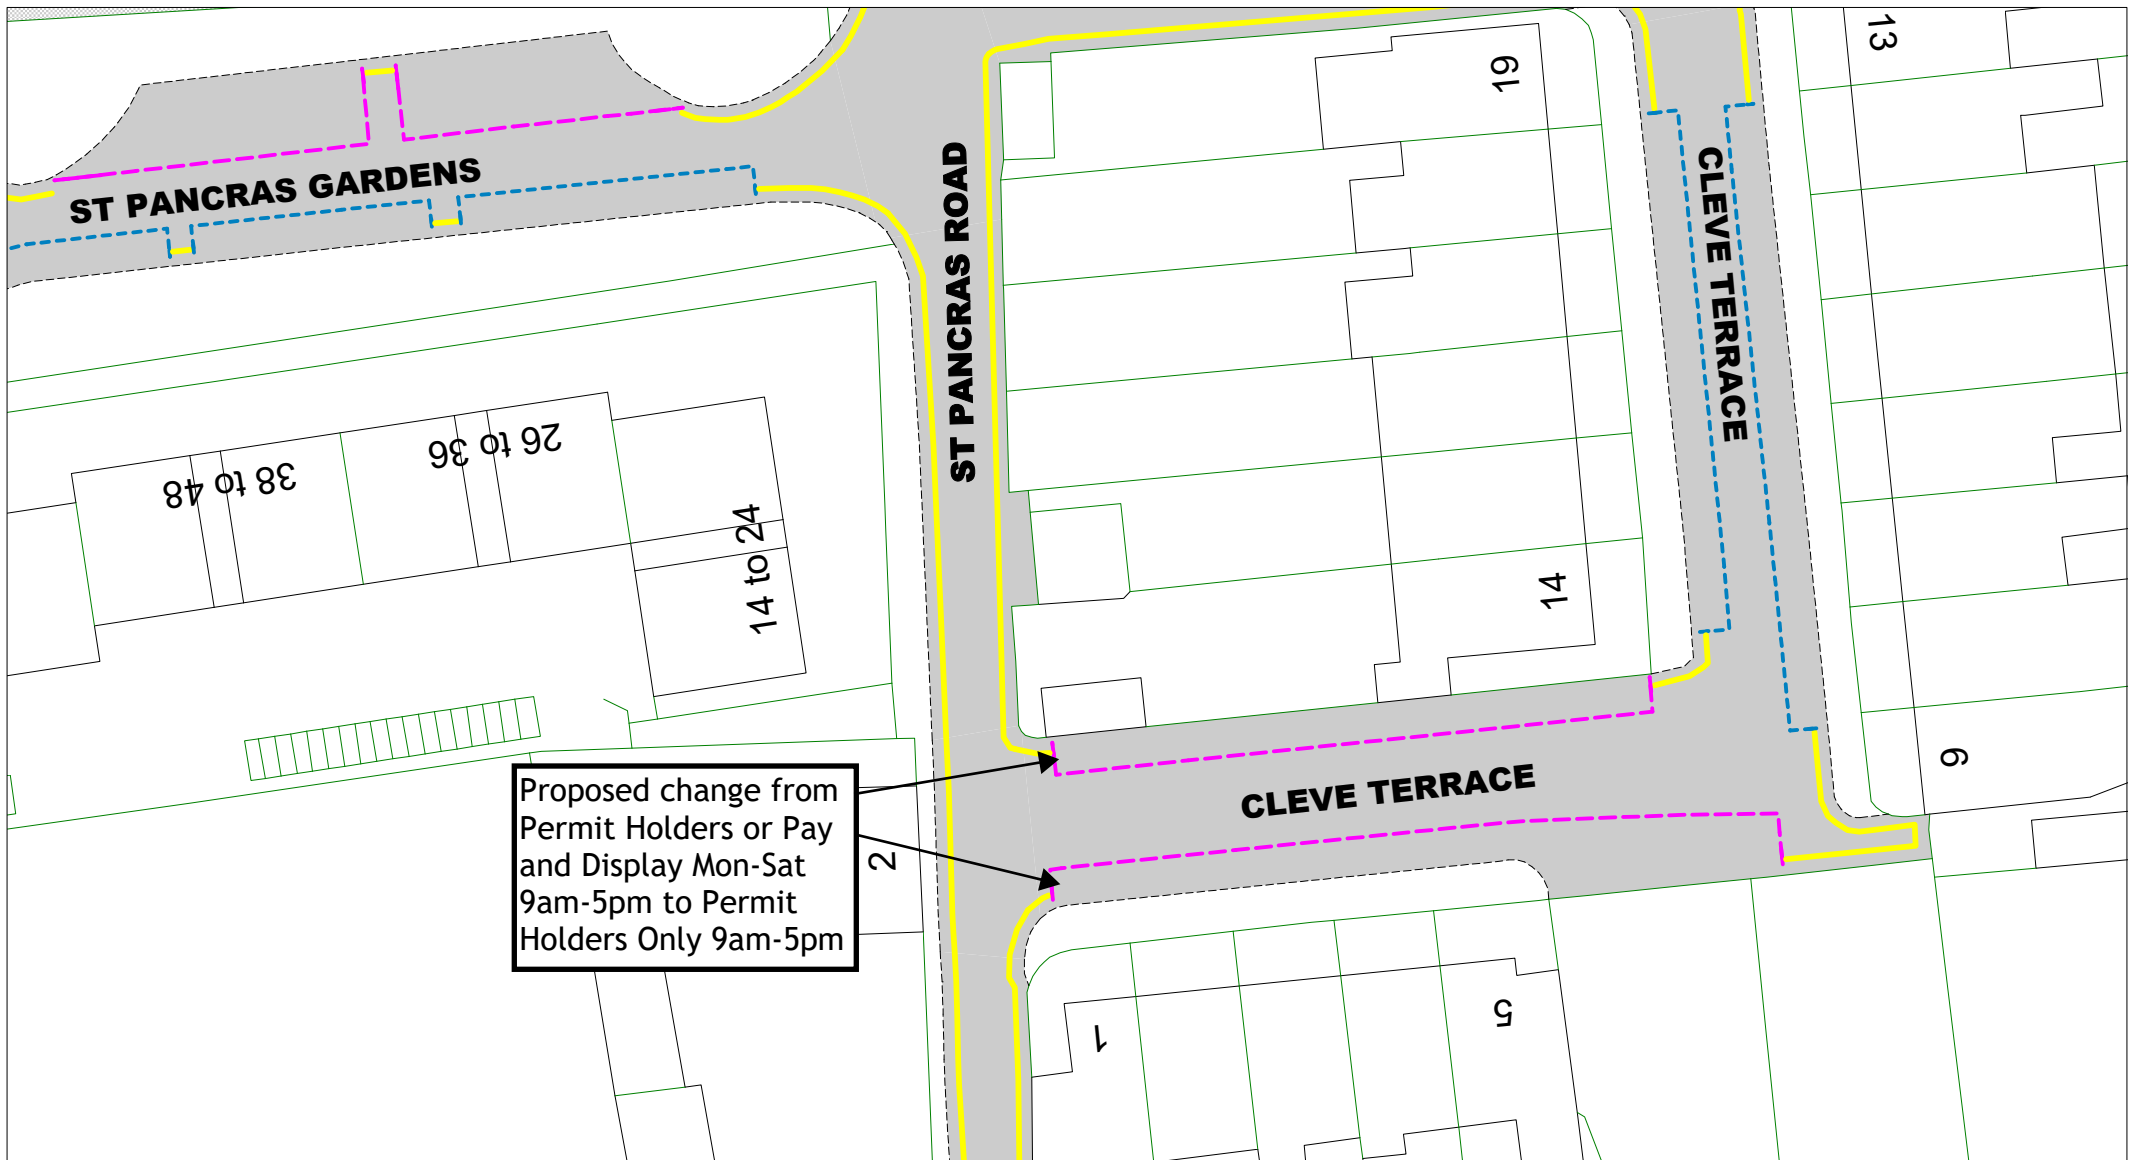 13
19
ST PANCRAS GARDENS
ST PANCRAS ROAD
CLEVE TERRACE
38 to 48
26 to 36
14 to 24
14
9
CLEVE TERRACE
Proposed change from
Permit Holders or Pay
and Display Mon-Sat
9am-5pm to Permit
Holders Only 9am-5pm
2
1
5